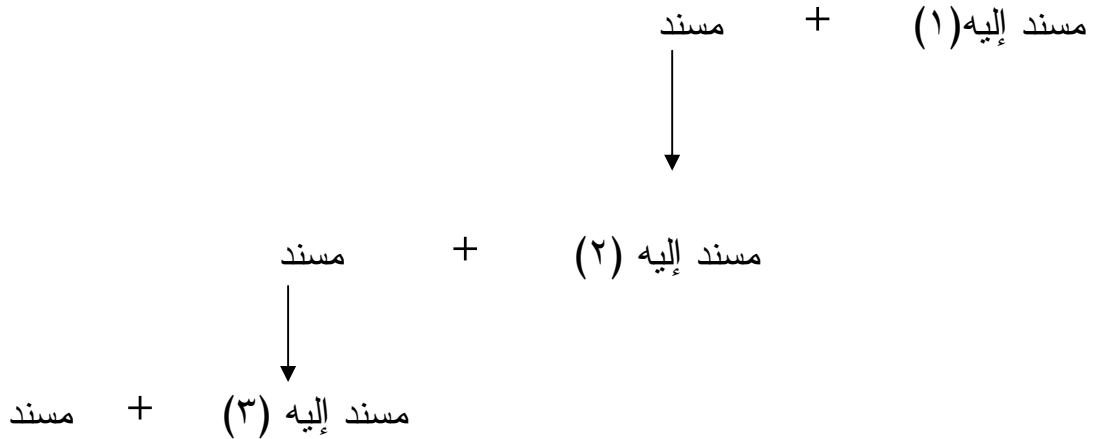 مسند إليه(١) + مسند
مسند إليه (٢) + مسند
مسند إليه (٣) + مسند